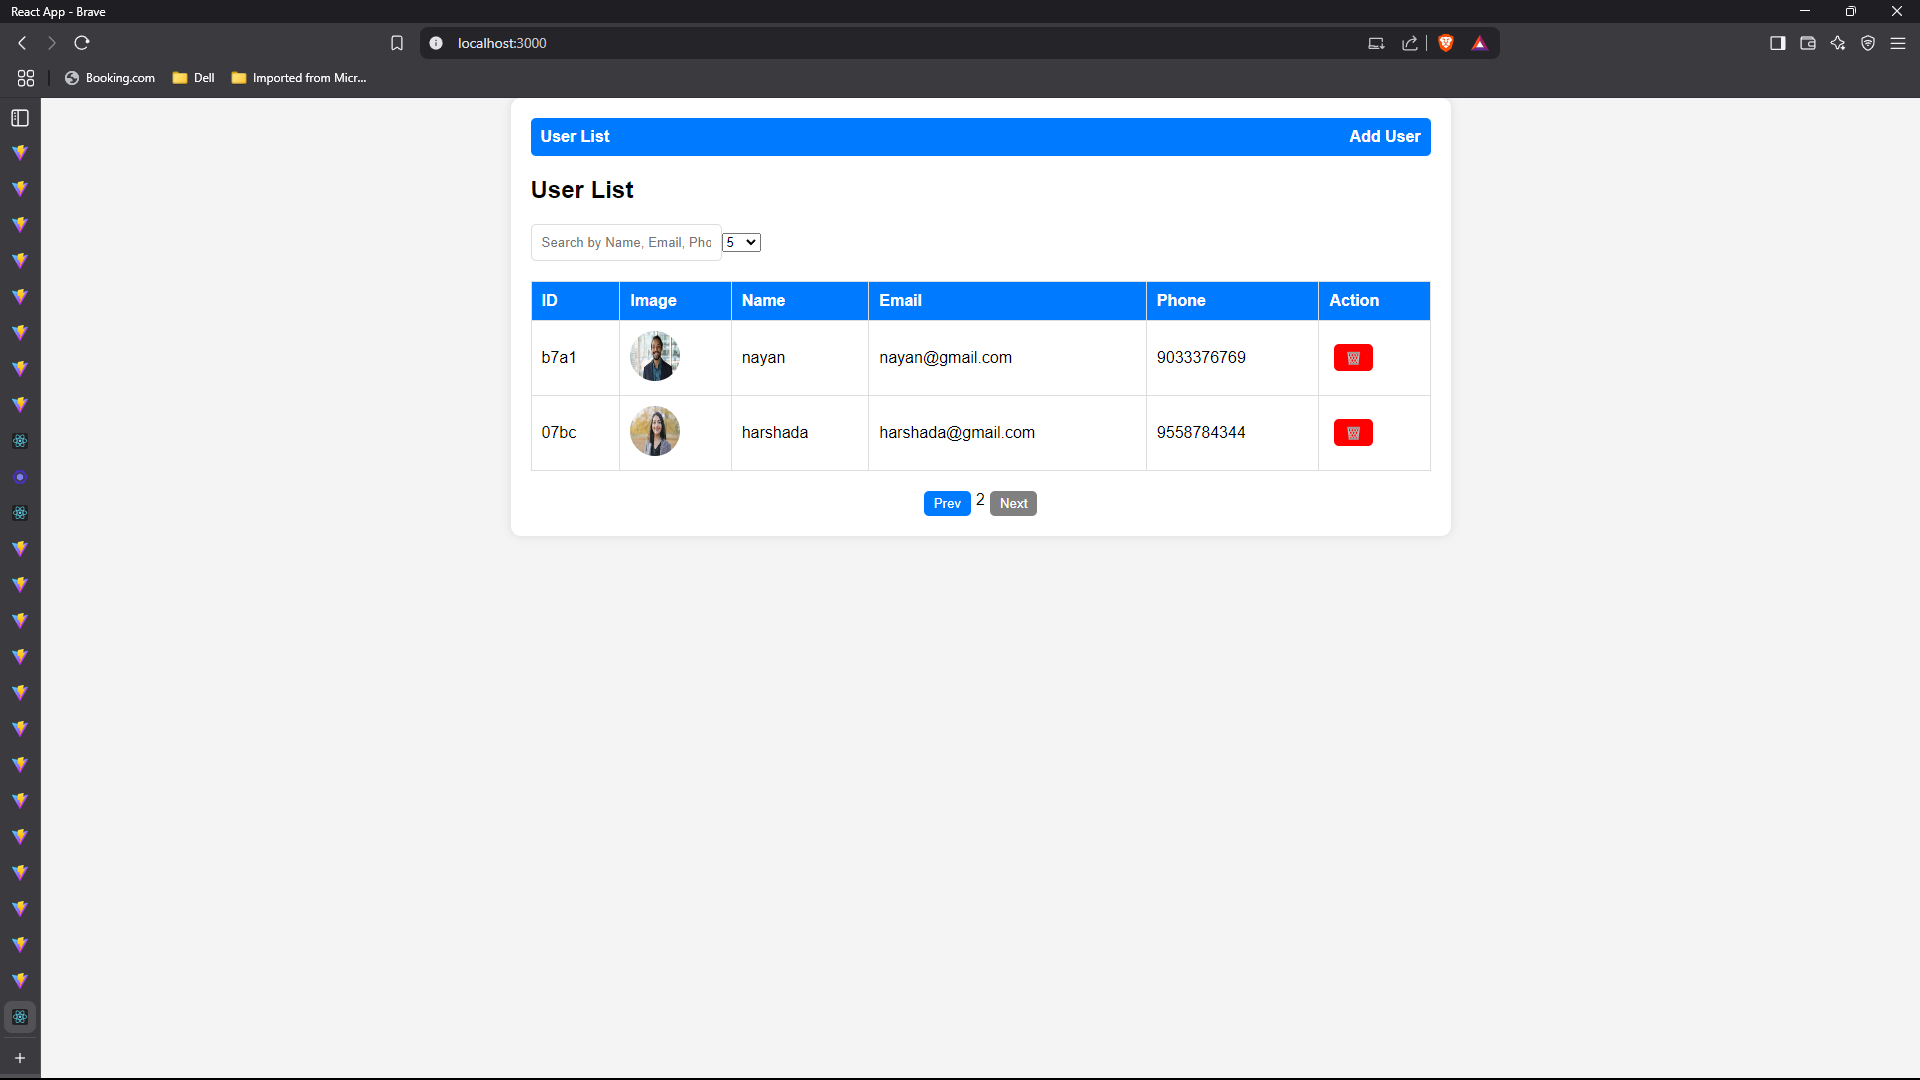 React App - Brave
localhost:3000
Booking.com Dell Imported from Micr...
User List Add User
User List
Search by Name, Email, Pho 5
ID Image Name Email Phone Action
b7a1 nayan nayan@gmail.com 9033376769
07bc harshada harshada@gmail.com 9558784344
Prev 2 Next